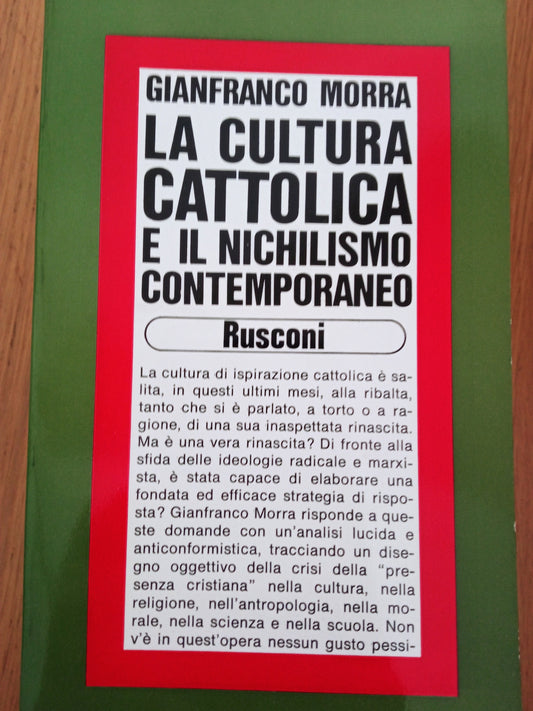 GIANFRANCO MORRA
LA CULTURA
CATTOLICA
E IL NICHILISMO
CONTEMPORANEO
Rusconi
La cultura di ispirazione cattolica è sa-
lita, in questi ultimi mesi, alla ribalta,
tanto che si è parlato, a torto o a ra-
gione, di una sua inaspettata rinascita.
Ma è una vera rinascita? Di fronte alla
sfida delle ideologie radicale e marxi-
sta, è stata capace di elaborare una
fondata ed efficace strategia di rispo-
sta? Gianfranco Morra risponde a que-
ste domande con un'analisi lucida e
anticonformistica, tracciando un dise-
gno oggettivo della crisi della "pre-
senza cristiana" nella cultura, nella
religione, nell'antropologia, nella mo-
rale, nella scienza e nella scuola. Non
v'è in quest'opera nessun gusto pessi-